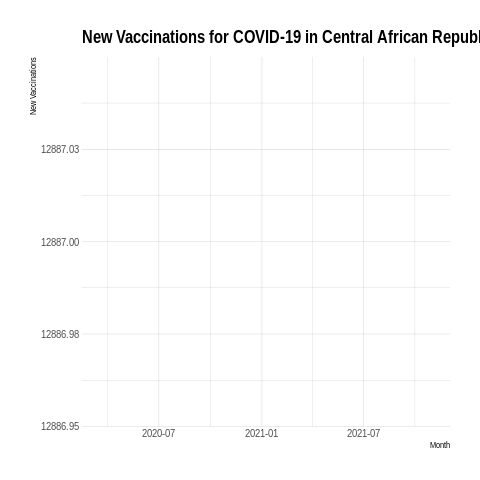 New Vaccinations for COVID-19 in Central African Republ
New Vaccinations
12887.03
12887.00
12886.98
12886.95
2020-07
2021-01
2021-07
Month